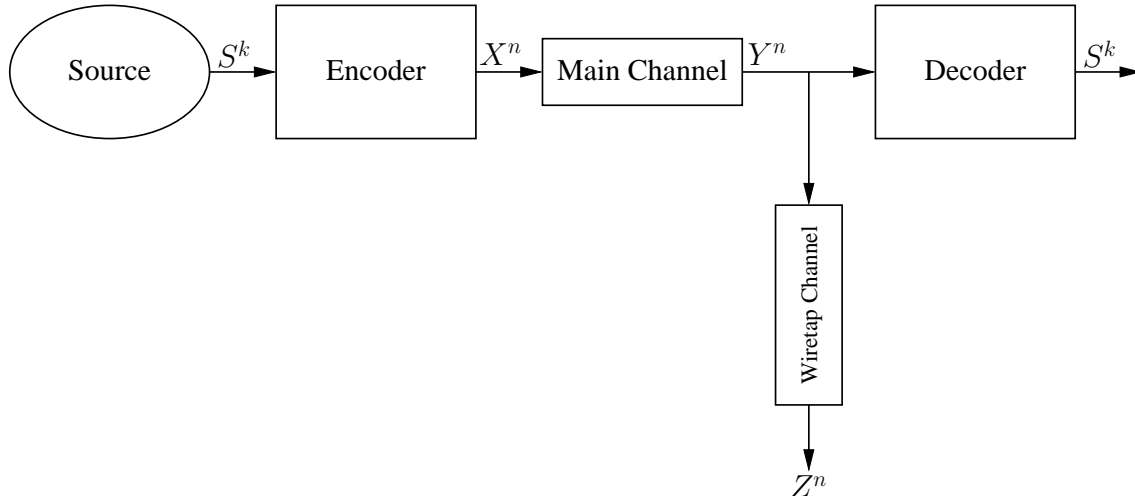 Source
S^k
Encoder
X^n
Main Channel
Y^n
Decoder
S^k
Wiretap Channel
Z^n